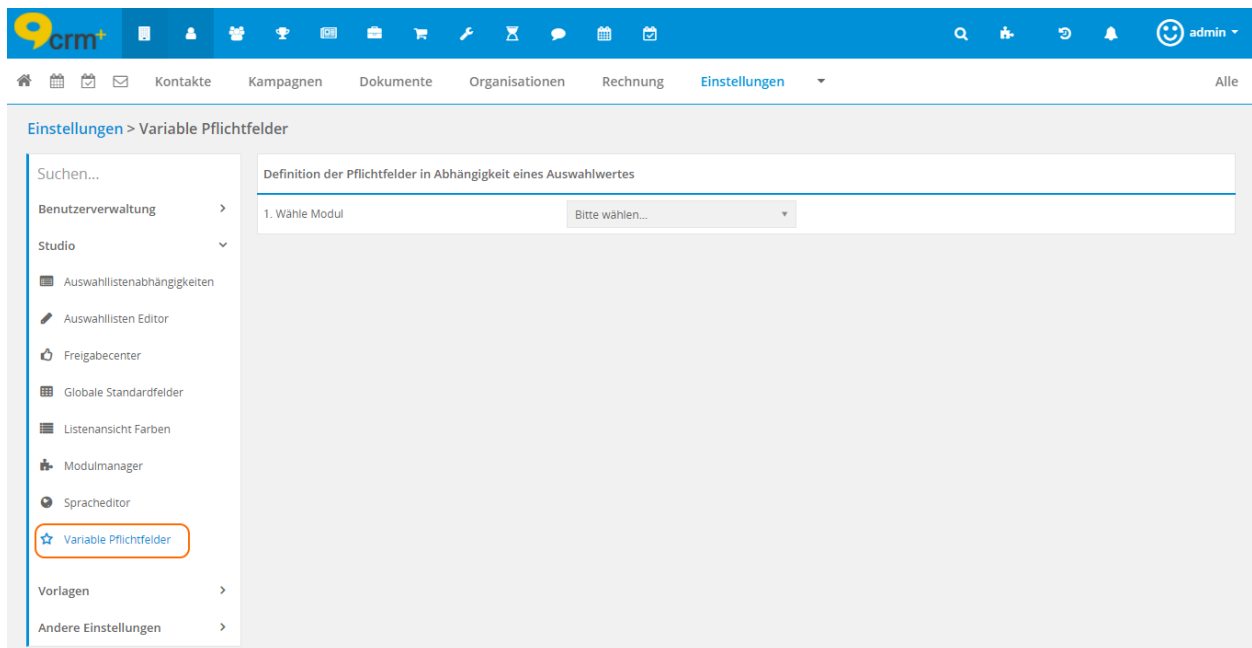 9crm+
admin
Kontakte Kampagnen Dokumente Organisationen Rechnung Einstellungen Alle
Einstellungen > Variable Pflichtfelder
Suchen...
Definition der Pflichtfelder in Abhängigkeit eines Auswahlwertes
Benutzerverwaltung
1. Wähle Modul Bitte wählen...
Studio
Auswahllistenabhängigkeiten
Auswahllisten Editor
Freigabecenter
Globale Standardfelder
Listenansicht Farben
Modulmanager
Spracheditor
Variable Pflichtfelder
Vorlagen
Andere Einstellungen